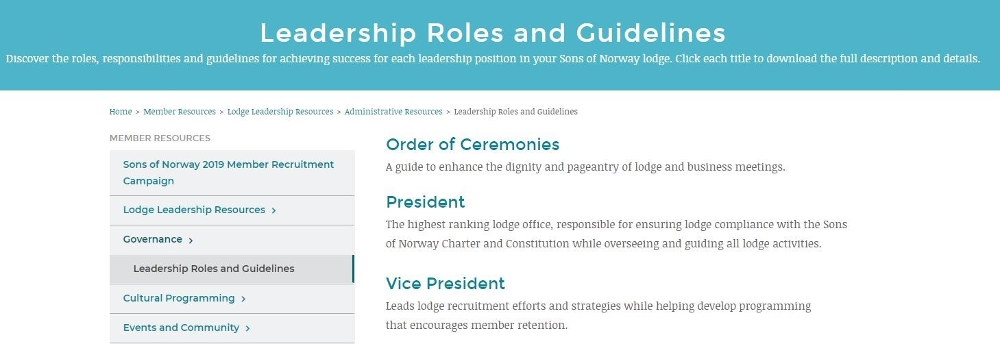 Leadership Roles and Guidelines
Discover the roles, responsibilities and guidelines for achieving success for each leadership position in your Sons of Norway lodge. Click each title to download the full description and details.
Home > Member Resources > Lodge Leadership Resources > Administrative Resources > Leadership Roles and Guidelines
MEMBER RESOURCES
Sons of Norway 2019 Member Recruitment
Campaign
Lodge Leadership Resources >
Governance >
Leadership Roles and Guidelines
Cultural Programming >
Events and Community >
Order of Ceremonies
A guide to enhance the dignity and pageantry of lodge and business meetings.
President
The highest ranking lodge office, responsible for ensuring lodge compliance with the Sons
of Norway Charter and Constitution while overseeing and guiding all lodge activities.
Vice President
Leads lodge recruitment efforts and strategies while helping develop programming
that encourages member retention.